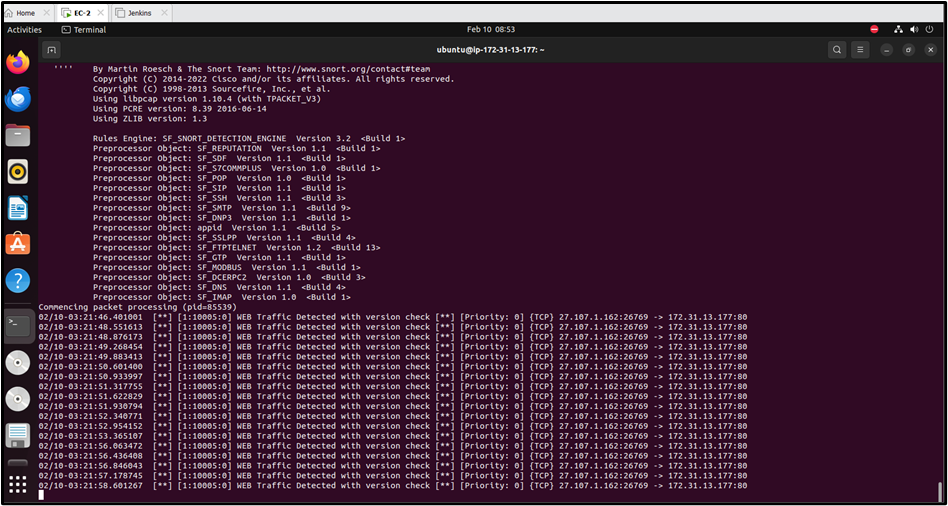 Home EC-2 Jenkins
Activities Terminal Feb 10 08:53
ubuntu@ip-172-31-13-177: ~
'''' By Martin Roesch & The Snort Team: http://www.snort.org/contact#team
Copyright (C) 2014-2022 Cisco and/or its affiliates. All rights reserved.
Copyright (C) 1998-2013 Sourcefire, Inc., et al.
Using libpcap version 1.10.4 (with TPACKET_V3)
Using PCRE version: 8.39 2016-06-14
Using ZLIB version: 1.3
Rules Engine: SF_SNORT_DETECTION_ENGINE Version 3.2 <Build 1>
Preprocessor Object: SF_REPUTATION Version 1.1 <Build 1>
Preprocessor Object: SF_SDF Version 1.1 <Build 1>
Preprocessor Object: SF_S7COMMPLUS Version 1.0 <Build 1>
Preprocessor Object: SF_POP Version 1.0 <Build 1>
Preprocessor Object: SF_SIP Version 1.1 <Build 1>
Preprocessor Object: SF_SSH Version 1.1 <Build 3>
Preprocessor Object: SF_SMTP Version 1.1 <Build 9>
Preprocessor Object: SF_DNP3 Version 1.1 <Build 1>
Preprocessor Object: appid Version 1.1 <Build 5>
Preprocessor Object: SF_SSLPP Version 1.1 <Build 4>
Preprocessor Object: SF_FTPTELNET Version 1.2 <Build 13>
Preprocessor Object: SF_GTP Version 1.1 <Build 1>
Preprocessor Object: SF_MODBUS Version 1.1 <Build 1>
Preprocessor Object: SF_DCERPC2 Version 1.0 <Build 3>
Preprocessor Object: SF_DNS Version 1.1 <Build 4>
Preprocessor Object: SF_IMAP Version 1.0 <Build 1>
Commencing packet processing (pid=85539)
02/10-03:21:46.401001 [**] [1:10005:0] WEB Traffic Detected with version check [**] [Priority: 0] {TCP} 27.107.1.162:26769 -> 172.31.13.177:80
02/10-03:21:48.551613 [**] [1:10005:0] WEB Traffic Detected with version check [**] [Priority: 0] {TCP} 27.107.1.162:26769 -> 172.31.13.177:80
02/10-03:21:48.876173 [**] [1:10005:0] WEB Traffic Detected with version check [**] [Priority: 0] {TCP} 27.107.1.162:26769 -> 172.31.13.177:80
02/10-03:21:49.268454 [**] [1:10005:0] WEB Traffic Detected with version check [**] [Priority: 0] {TCP} 27.107.1.162:26769 -> 172.31.13.177:80
02/10-03:21:49.883413 [**] [1:10005:0] WEB Traffic Detected with version check [**] [Priority: 0] {TCP} 27.107.1.162:26769 -> 172.31.13.177:80
02/10-03:21:50.601400 [**] [1:10005:0] WEB Traffic Detected with version check [**] [Priority: 0] {TCP} 27.107.1.162:26769 -> 172.31.13.177:80
02/10-03:21:50.933997 [**] [1:10005:0] WEB Traffic Detected with version check [**] [Priority: 0] {TCP} 27.107.1.162:26769 -> 172.31.13.177:80
02/10-03:21:51.317755 [**] [1:10005:0] WEB Traffic Detected with version check [**] [Priority: 0] {TCP} 27.107.1.162:26769 -> 172.31.13.177:80
02/10-03:21:51.622829 [**] [1:10005:0] WEB Traffic Detected with version check [**] [Priority: 0] {TCP} 27.107.1.162:26769 -> 172.31.13.177:80
02/10-03:21:51.930794 [**] [1:10005:0] WEB Traffic Detected with version check [**] [Priority: 0] {TCP} 27.107.1.162:26769 -> 172.31.13.177:80
02/10-03:21:52.340771 [**] [1:10005:0] WEB Traffic Detected with version check [**] [Priority: 0] {TCP} 27.107.1.162:26769 -> 172.31.13.177:80
02/10-03:21:52.954152 [**] [1:10005:0] WEB Traffic Detected with version check [**] [Priority: 0] {TCP} 27.107.1.162:26769 -> 172.31.13.177:80
02/10-03:21:53.365107 [**] [1:10005:0] WEB Traffic Detected with version check [**] [Priority: 0] {TCP} 27.107.1.162:26769 -> 172.31.13.177:80
02/10-03:21:56.063472 [**] [1:10005:0] WEB Traffic Detected with version check [**] [Priority: 0] {TCP} 27.107.1.162:26769 -> 172.31.13.177:80
02/10-03:21:56.436408 [**] [1:10005:0] WEB Traffic Detected with version check [**] [Priority: 0] {TCP} 27.107.1.162:26769 -> 172.31.13.177:80
02/10-03:21:56.846043 [**] [1:10005:0] WEB Traffic Detected with version check [**] [Priority: 0] {TCP} 27.107.1.162:26769 -> 172.31.13.177:80
02/10-03:21:57.178745 [**] [1:10005:0] WEB Traffic Detected with version check [**] [Priority: 0] {TCP} 27.107.1.162:26769 -> 172.31.13.177:80
02/10-03:21:58.601267 [**] [1:10005:0] WEB Traffic Detected with version check [**] [Priority: 0] {TCP} 27.107.1.162:26769 -> 172.31.13.177:80